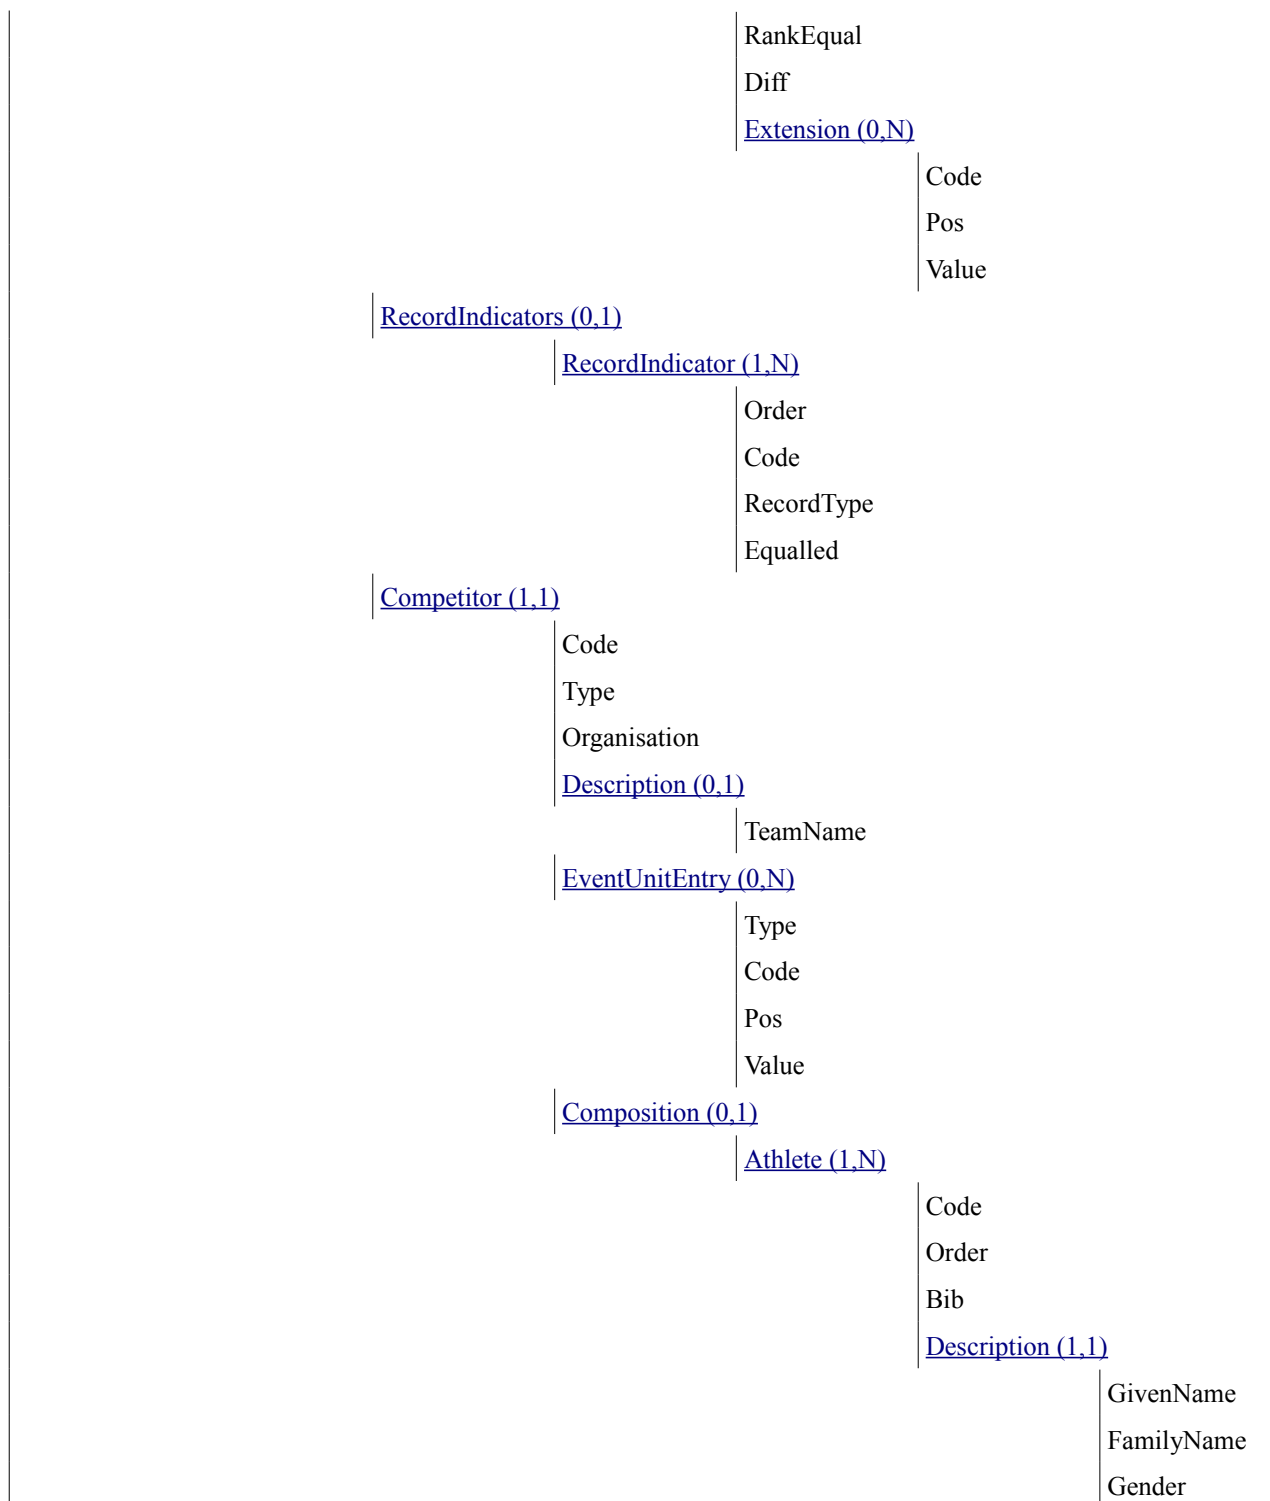 RankEqual
Diff
Extension (0,N)
Code
Pos
Value
RecordIndicators (0,1)
RecordIndicator (1,N)
Order
Code
RecordType
Equalled
Competitor (1,1)
Code
Type
Organisation
Description (0,1)
TeamName
EventUnitEntry (0,N)
Type
Code
Pos
Value
Composition (0,1)
Athlete (1,N)
Code
Order
Bib
Description (1,1)
GivenName
FamilyName
Gender